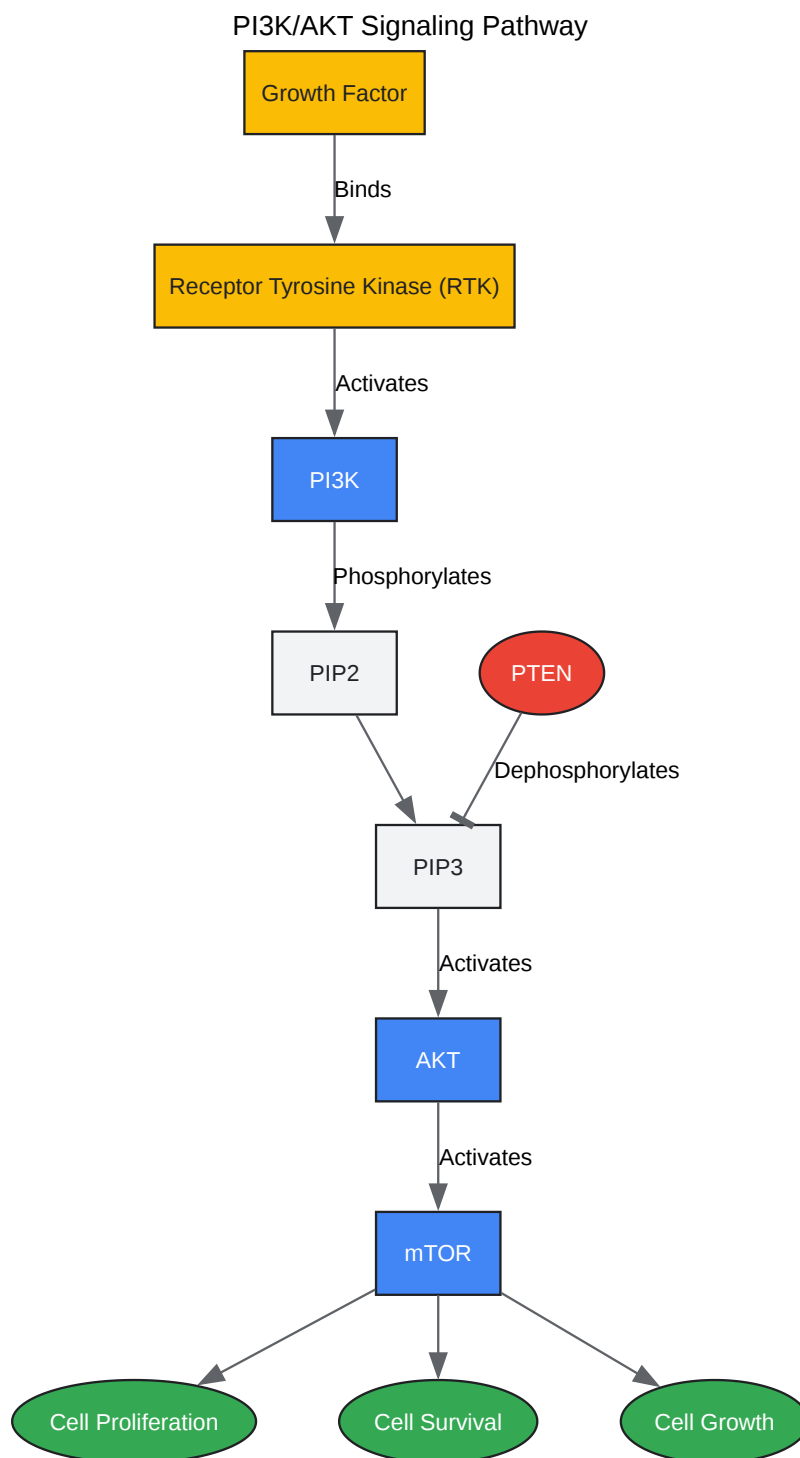 PI3K/AKT Signaling Pathway
Growth Factor
Binds
Receptor Tyrosine Kinase (RTK)
Activates
PI3K
Phosphorylates
PIP2
PTEN
Dephosphorylates
PIP3
Activates
AKT
Activates
mTOR
Cell Proliferation
Cell Survival
Cell Growth